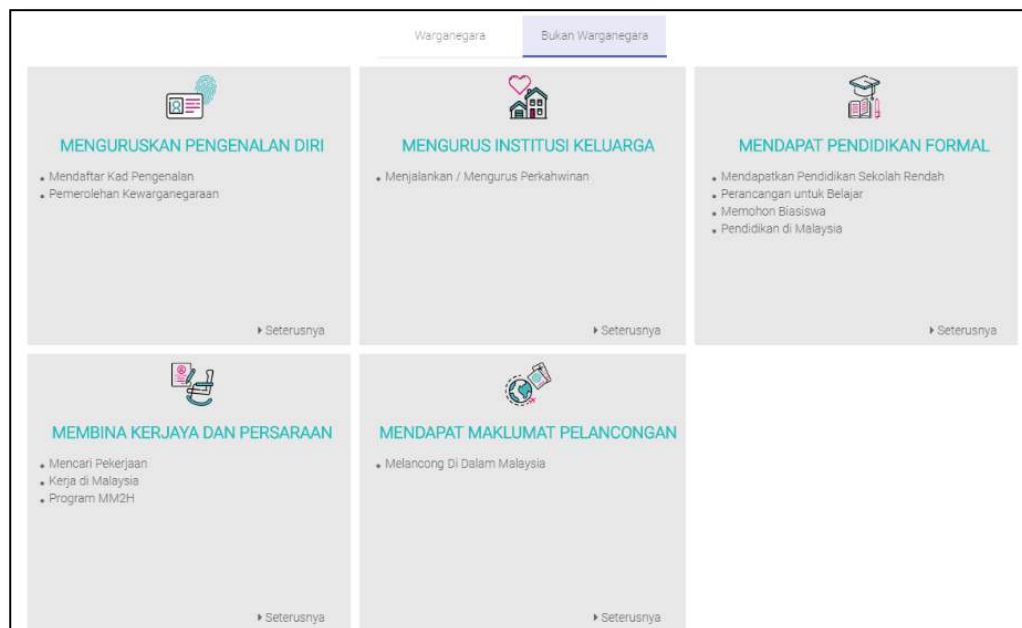 Warganegara
Bukan Warganegara
MENGURUSKAN PENGENALAN DIRI
• Mendaftar Kad Pengenalan
• Pemerolehan Kewarganegaraan
Seterusnya
MENGURUS INSTITUSI KELUARGA
• Menjalankan / Mengurus Perkahwinan
Seterusnya
MENDAPAT PENDIDIKAN FORMAL
• Mendapatkan Pendidikan Sekolah Rendah
• Perancangan untuk Belajar
• Memohon Biasiswa
• Pendidikan di Malaysia
Seterusnya
MEMBINA KERJAYA DAN PERSARAAN
• Mencari Pekerjaan
• Kerja di Malaysia
• Program MM2H
Seterusnya
MENDAPAT MAKLUMAT PELANCONGAN
• Melancong Di Dalam Malaysia
Seterusnya